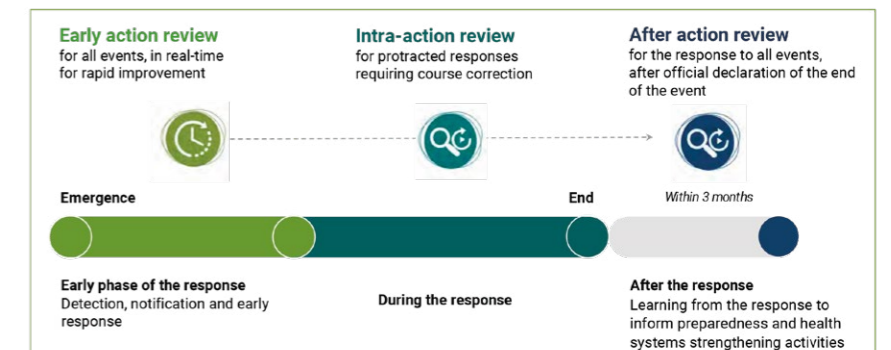 Early action review
for all events, in real-time
for rapid improvement
Intra-action review
for protracted responses
requiring course correction
After action review
for the response to all events,
after official declaration of the end
of the event
Emergence
End
Within 3 months
Early phase of the response
Detection, notification and early
response
During the response
After the response
Learning from the response to
inform preparedness and health
systems strengthening activities